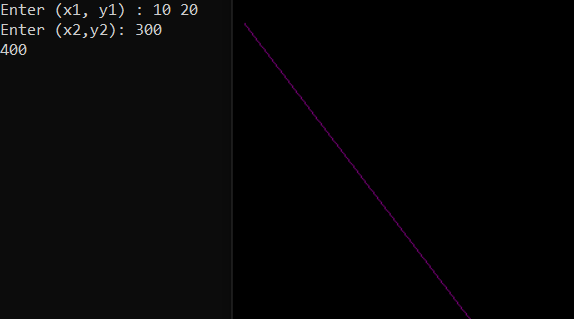 Enter (x1, y1) : 10 20
Enter (x2,y2): 300
400